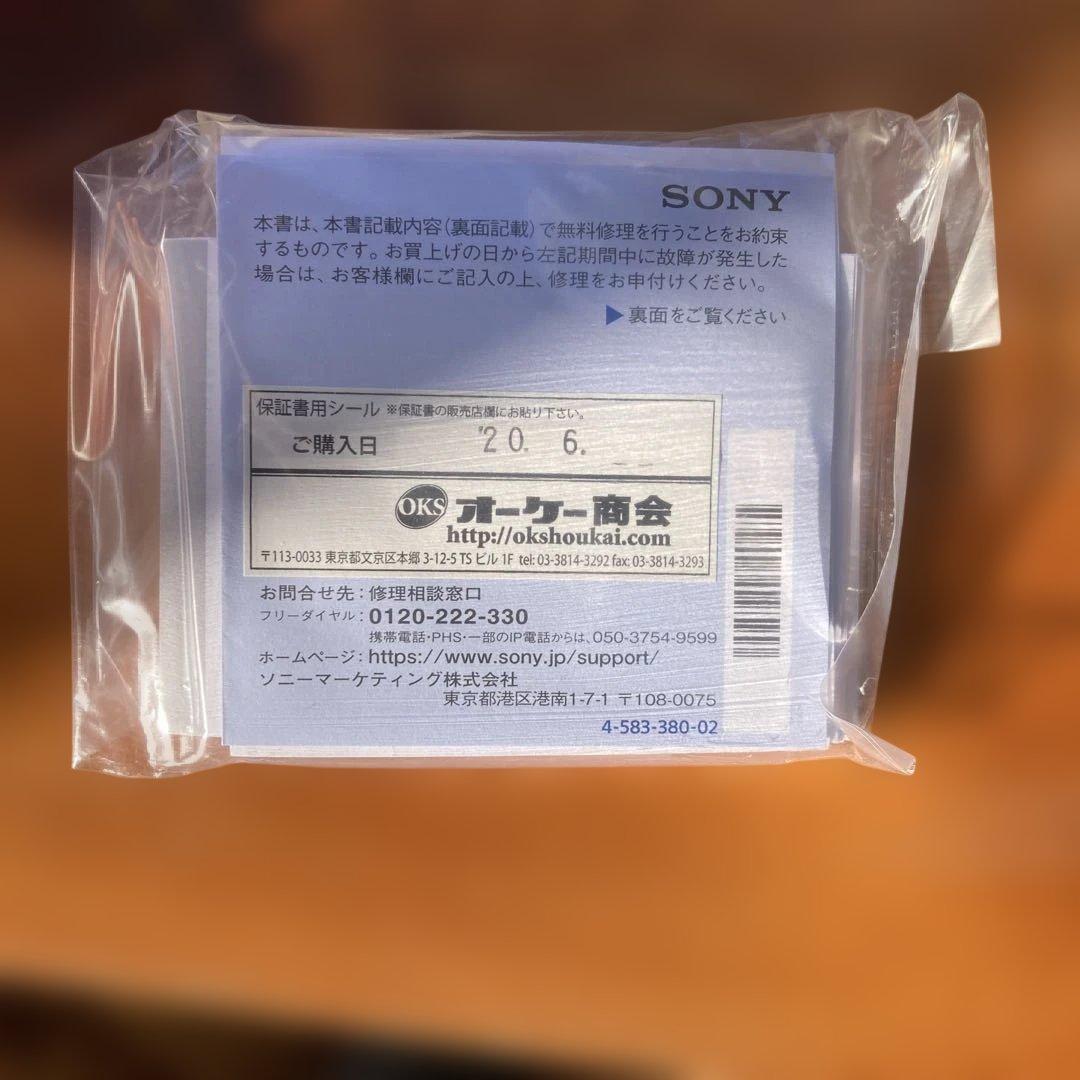 SONY
本書は、本書記載内容(裏面記載)で無料修理を行うことをお約束
するものです。お買上げの日から左記期間中に故障が発生した
場合は、お客様欄にご記入の上、修理をお申付けください。
▶裏面をご覧ください
保証書用シール ※保証書の販売店欄にお貼り下さい。
ご購入日 '20. 6.
OKS オーケー商会
http://okshoukai.com
〒113-0033 東京都文京区本郷 3-12-5 TS ビル 1F tel: 03-3814-3292 fax: 03-3814-3293
お問合せ先:修理相談窓口
フリーダイヤル:0120-222-330
携帯電話・PHS・一部のIP電話からは、050-3754-9599
ホームページ:https://www.sony.jp/support/
ソニーマーケティング株式会社
東京都港区港南1-7-1 〒108-0075
4-583-380-02